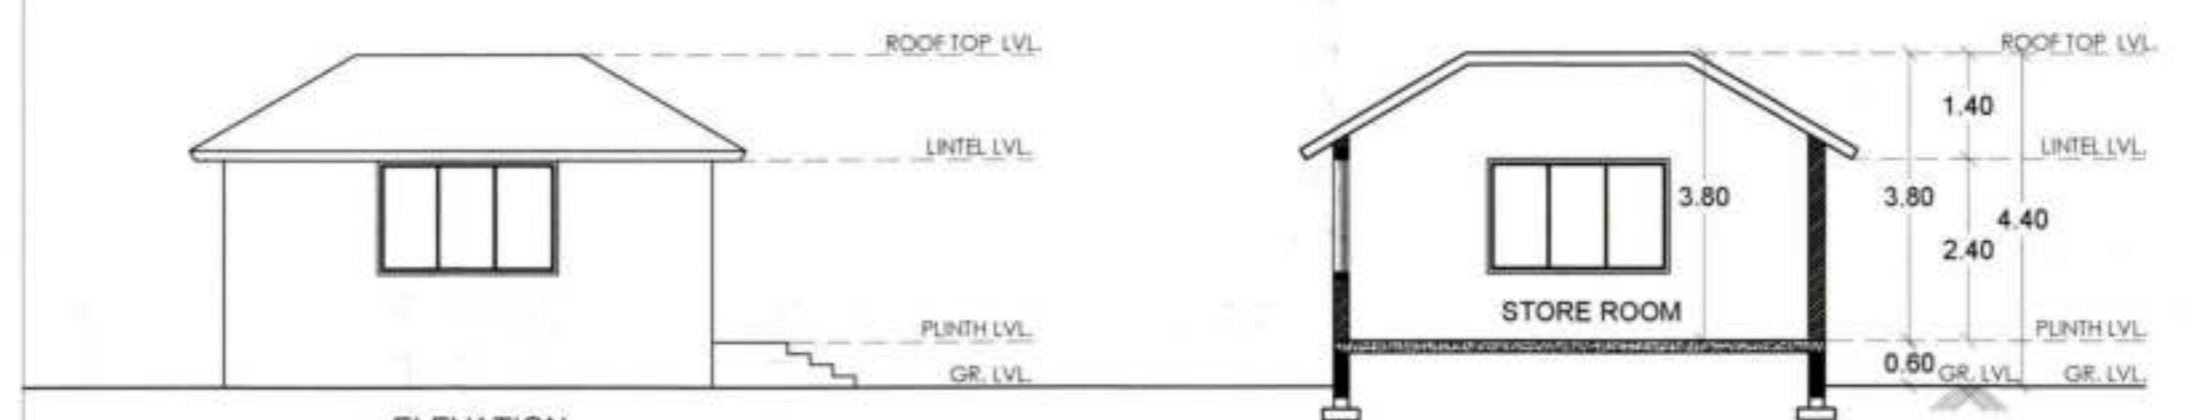 ROOF TOP LVL.
LINTEL LVL.
PLINTH LVL.
GR. LVL.
ELEVATION
ROOF TOP LVL.
1.40
LINTEL LVL.
3.80
3.80
4.40
2.40
STORE ROOM
PLINTH LVL.
0.60
GR. LVL.
GR. LVL.